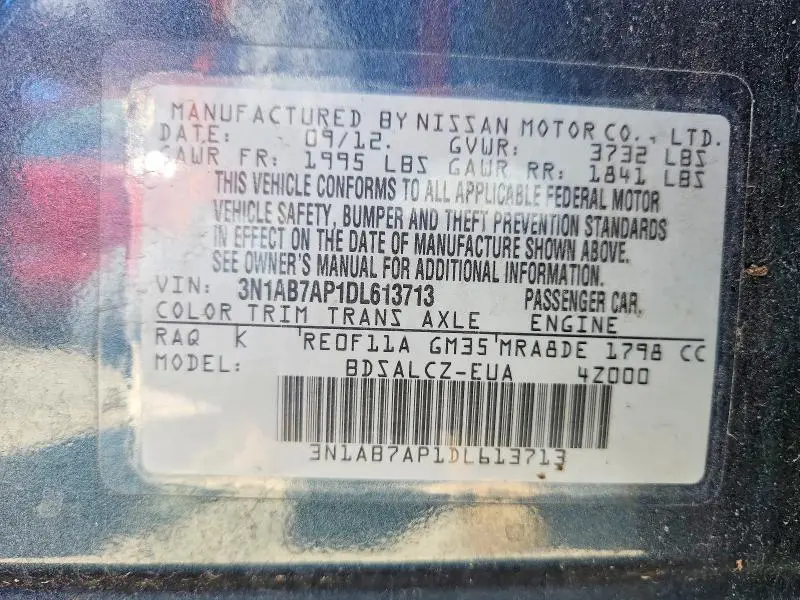 MANUFACTURED BY NISSAN MOTOR CO., LTD.
DATE: 09/12. GVWR: 3732 LBS
GAWR FR: 1995 LBS GAWR RR: 1841 LBS
THIS VEHICLE CONFORMS TO ALL APPLICABLE FEDERAL MOTOR
VEHICLE SAFETY, BUMPER AND THEFT PREVENTION STANDARDS
IN EFFECT ON THE DATE OF MANUFACTURE SHOWN ABOVE.
SEE OWNER'S MANUAL FOR ADDITIONAL INFORMATION.
VIN: 3N1AB7AP1DL613713 PASSENGER CAR.
COLOR TRIM TRANS AXLE ENGINE
RAQ K RE0F11A GM35 MRA8DE 1798 CC
MODEL: BDSALCZ-EUA 4Z000
3N1AB7AP1DL613713